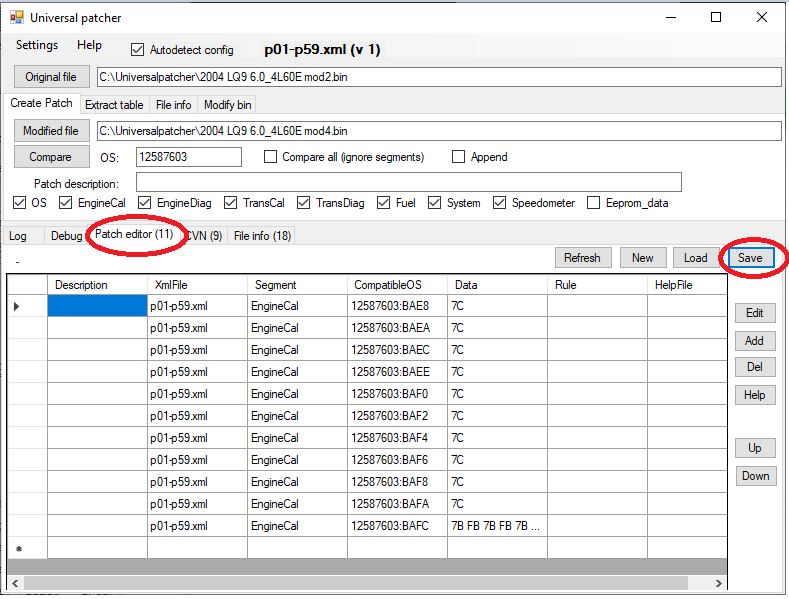 Universal patcher
Settings Help Autodetect config p01-p59.xml (v 1)
Original file C:\Universalpatcher\2004 LQ9 6.0_4L60E mod2.bin
Create Patch Extract table File info Modify bin
Modified file C:\Universalpatcher\2004 LQ9 6.0_4L60E mod4.bin
Compare OS: 12587603 Compare all (ignore segments) Append
Patch description:
OS EngineCal EngineDiag TransCal TransDiag Fuel System Speedometer Eeprom_data
Log Debug Patch editor (11) CVN (9) File info (18)
- Refresh New Load Save
Description XmlFile Segment CompatibleOS Data Rule HelpFile
p01-p59.xml EngineCal 12587603:BAE8 7C
p01-p59.xml EngineCal 12587603:BAEA 7C
p01-p59.xml EngineCal 12587603:BAEC 7C
p01-p59.xml EngineCal 12587603:BAEE 7C
p01-p59.xml EngineCal 12587603:BAF0 7C
p01-p59.xml EngineCal 12587603:BAF2 7C
p01-p59.xml EngineCal 12587603:BAF4 7C
p01-p59.xml EngineCal 12587603:BAF6 7C
p01-p59.xml EngineCal 12587603:BAF8 7C
p01-p59.xml EngineCal 12587603:BAFA 7C
p01-p59.xml EngineCal 12587603:BAFC 7B FB 7B FB 7B ...
Edit
Add
Del
Help
Up
Down